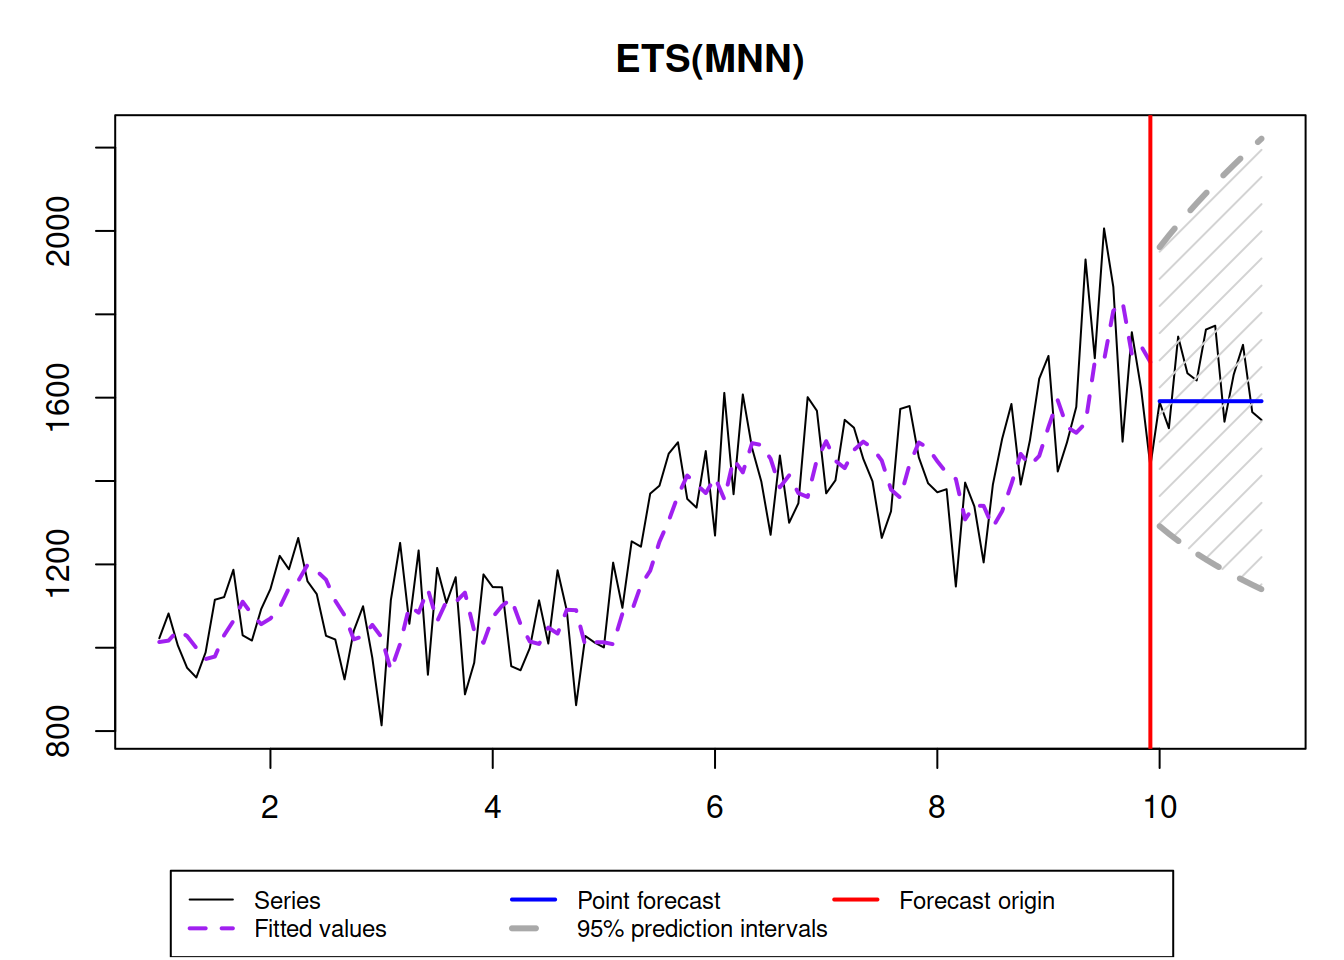 ETS(MNN)
2000
1600
1200
800
2 4 6 8 10
Series Point forecast Forecast origin
Fitted values 95% prediction intervals